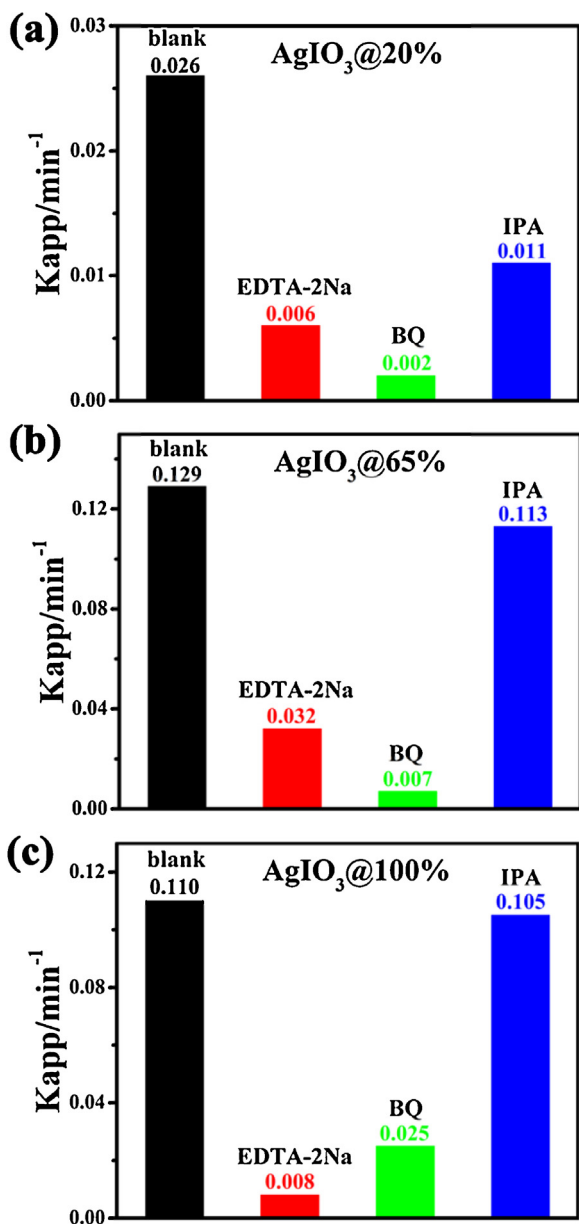 (a)
0.03
0.02
0.01
0.00
Kapp/min⁻¹
AgIO₃@20%
blank
0.026
EDTA-2Na
0.006
BQ
0.002
IPA
0.011
(b)
0.12
0.08
0.04
0.00
Kapp/min⁻¹
AgIO₃@65%
blank
0.129
EDTA-2Na
0.032
BQ
0.007
IPA
0.113
(c)
0.12
0.08
0.04
0.00
Kapp/min⁻¹
AgIO₃@100%
blank
0.110
EDTA-2Na
0.008
BQ
0.025
IPA
0.105